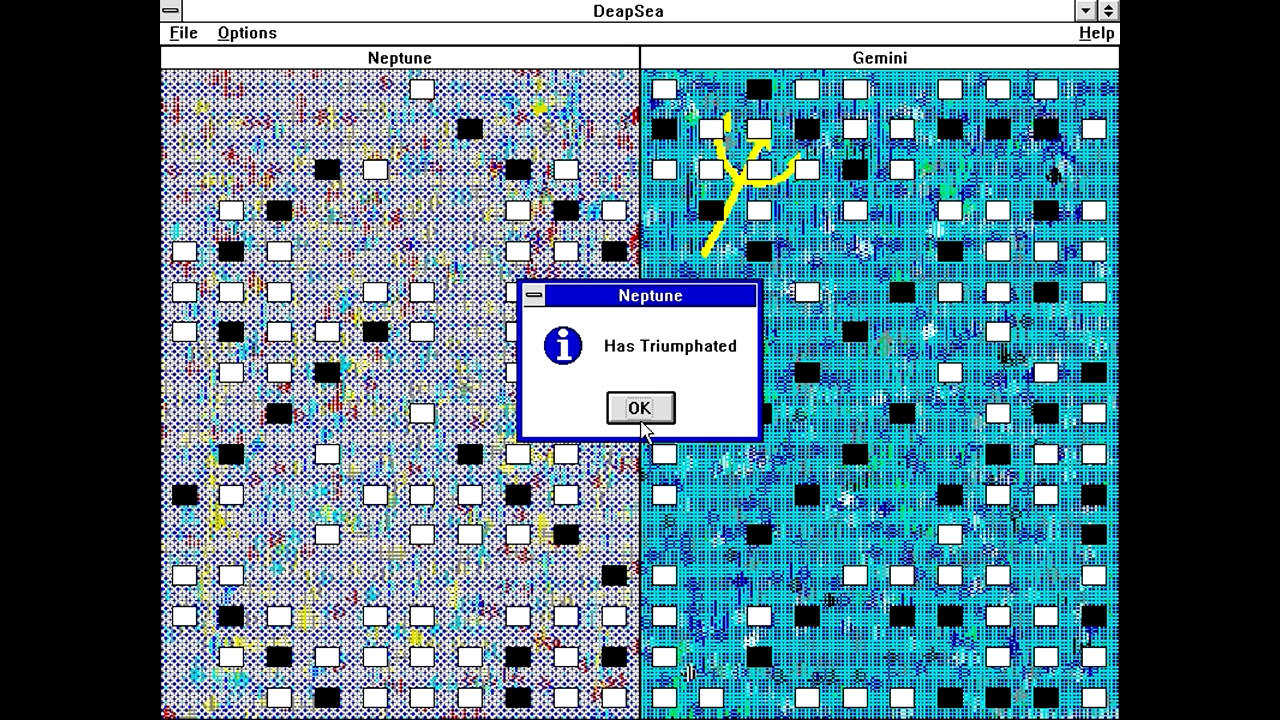 DeapSea
File Options Help
Neptune Gemini
Neptune
Has Triumphated
OK